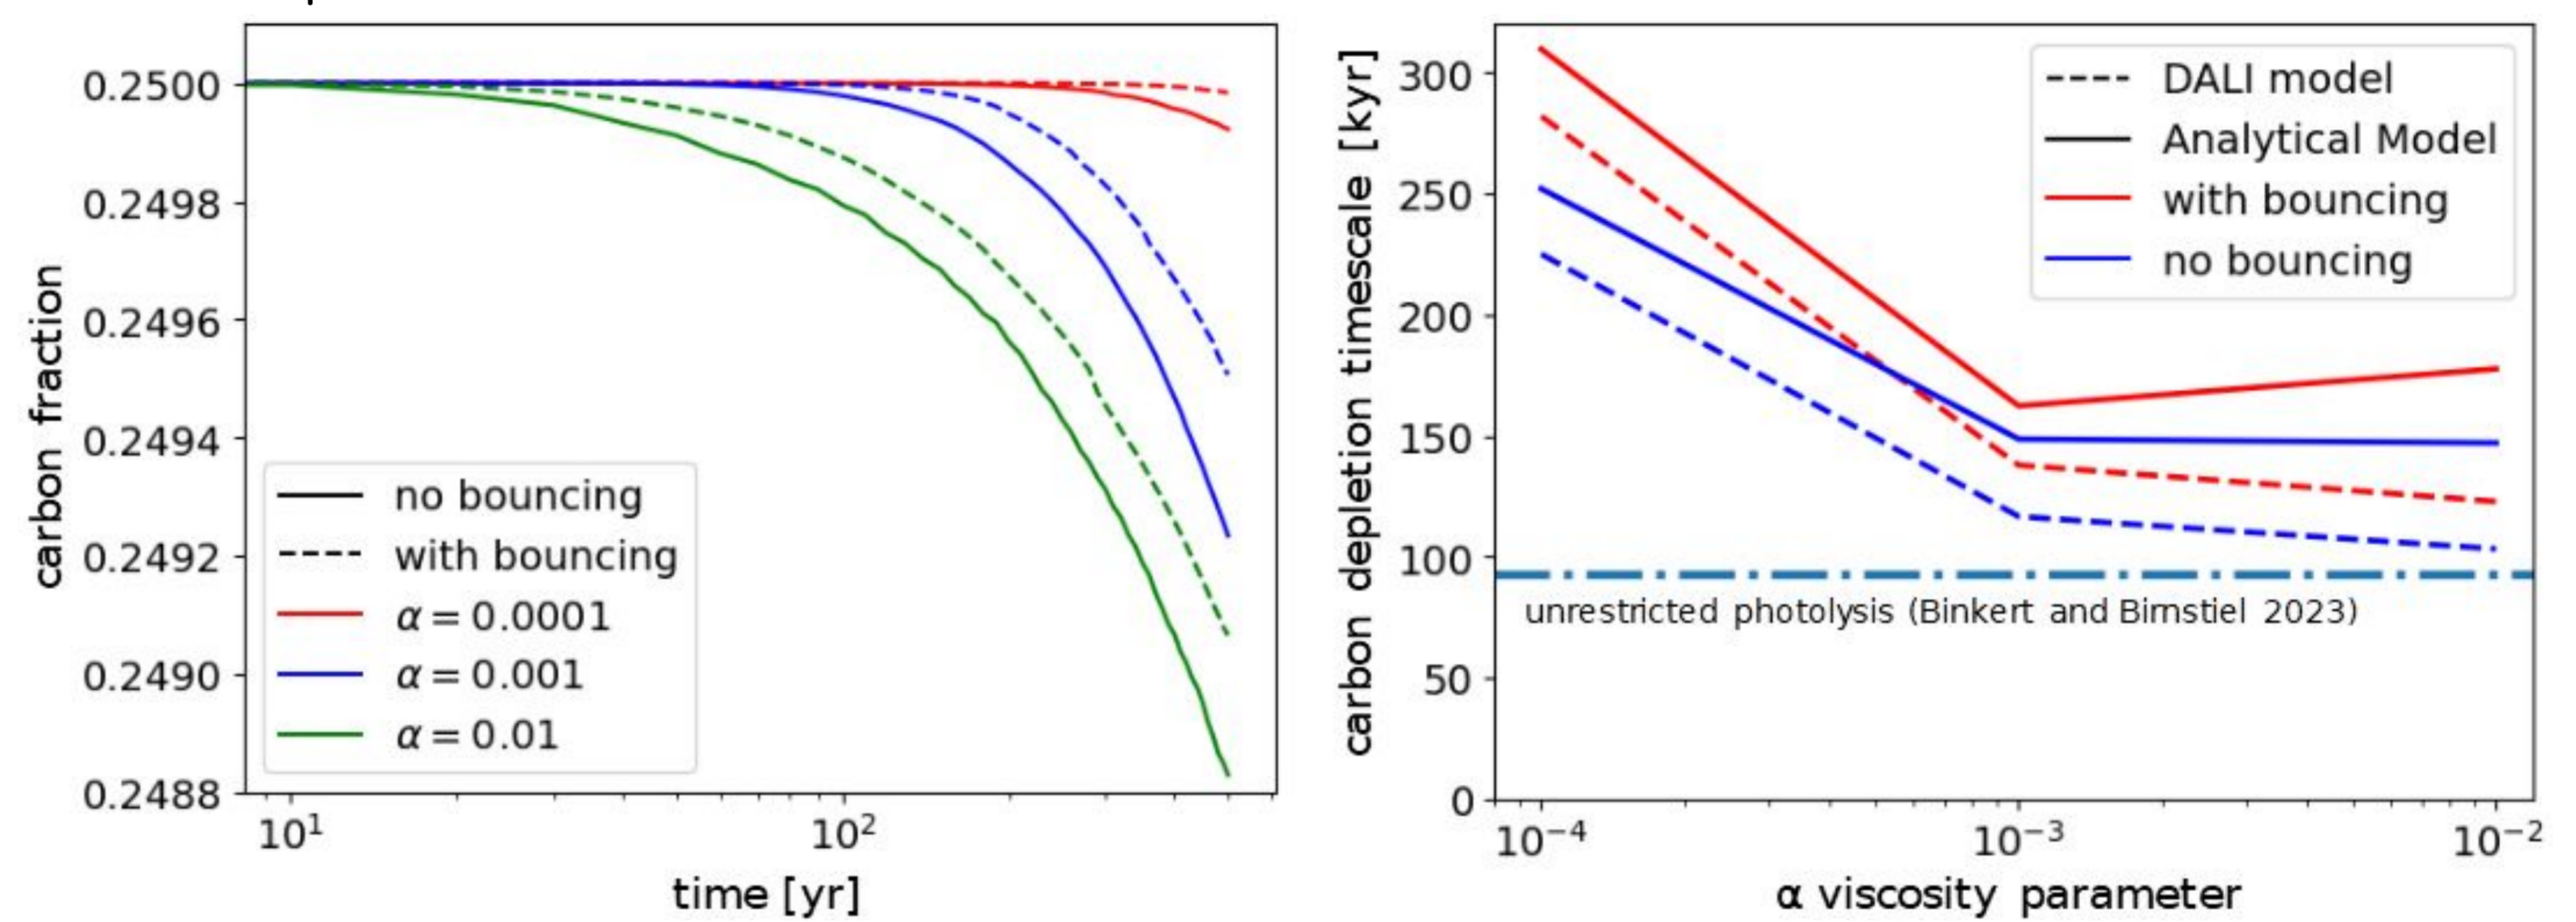 0.2500
0.2498
0.2496
0.2494
0.2492
0.2490
0.2488
carbon fraction
no bouncing
with bouncing
α = 0.0001
α = 0.001
α = 0.01
10¹
10²
time [yr]
300
250
200
150
100
50
0
carbon depletion timescale [kyr]
DALI model
Analytical Model
with bouncing
no bouncing
unrestricted photolysis (Binkert and Birnstiel 2023)
10⁻⁴
10⁻³
10⁻²
α viscosity parameter